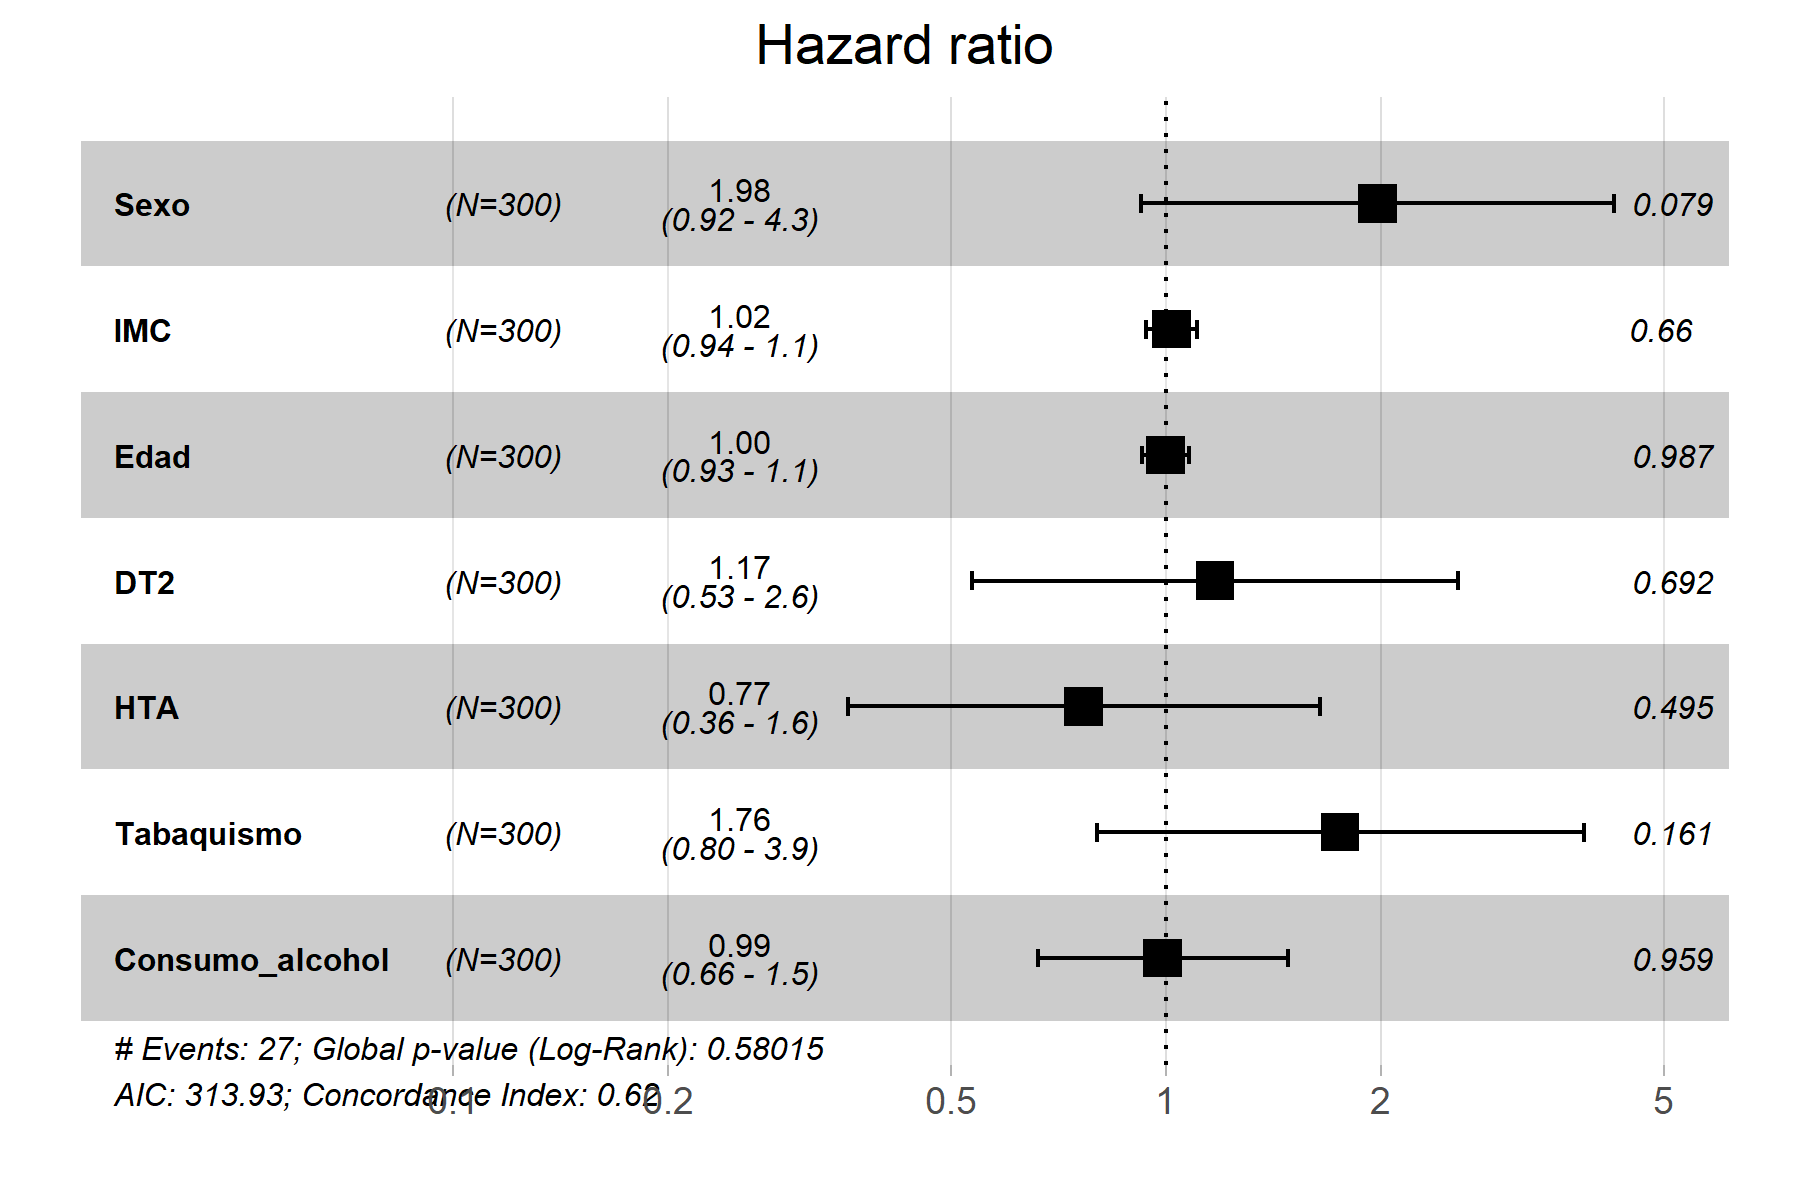 Hazard ratio
Sexo (N=300) 1.98 (0.92 - 4.3) 0.079
IMC (N=300) 1.02 (0.94 - 1.1) 0.66
Edad (N=300) 1.00 (0.93 - 1.1) 0.987
DT2 (N=300) 1.17 (0.53 - 2.6) 0.692
HTA (N=300) 0.77 (0.36 - 1.6) 0.495
Tabaquismo (N=300) 1.76 (0.80 - 3.9) 0.161
Consumo_alcohol (N=300) 0.99 (0.66 - 1.5) 0.959
# Events: 27; Global p-value (Log-Rank): 0.58015
AIC: 313.93; Concordance Index: 0.62
0.1 0.2 0.5 1 2 5